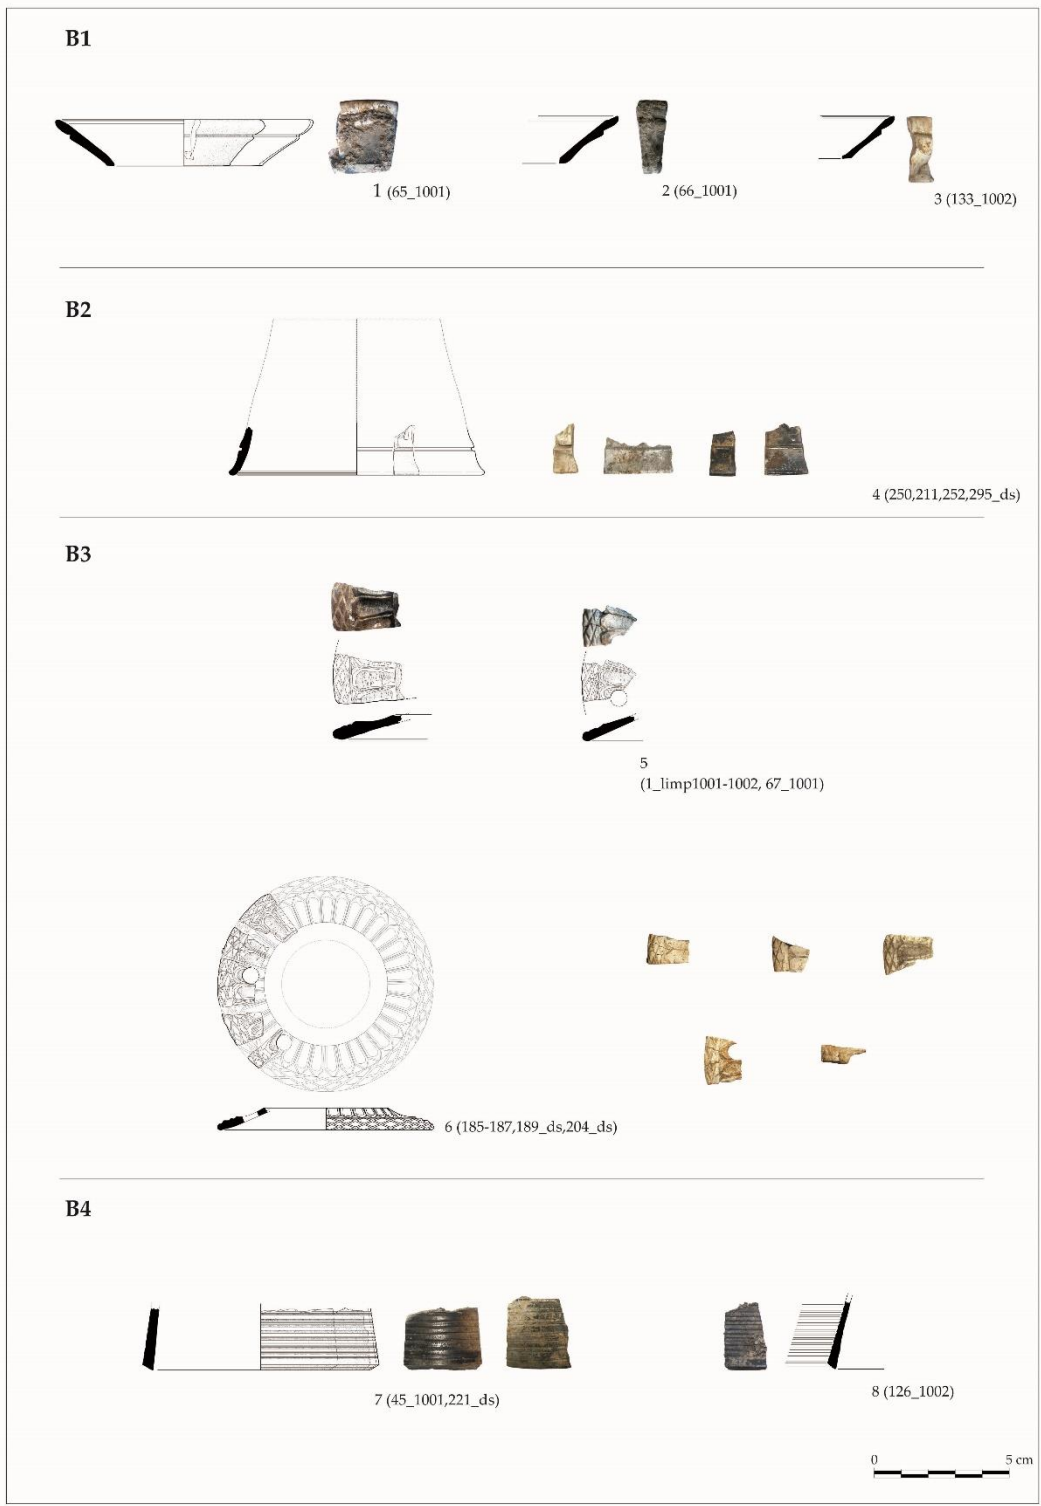 B1
1 (65_1001)
2 (66_1001)
3 (133_1002)
B2
4 (250,211,252,295_ds)
B3
5
(1_limp1001-1002, 67_1001)
6 (185-187,189_ds,204_ds)
B4
7 (45_1001,221_ds)
8 (126_1002)
0 5 cm